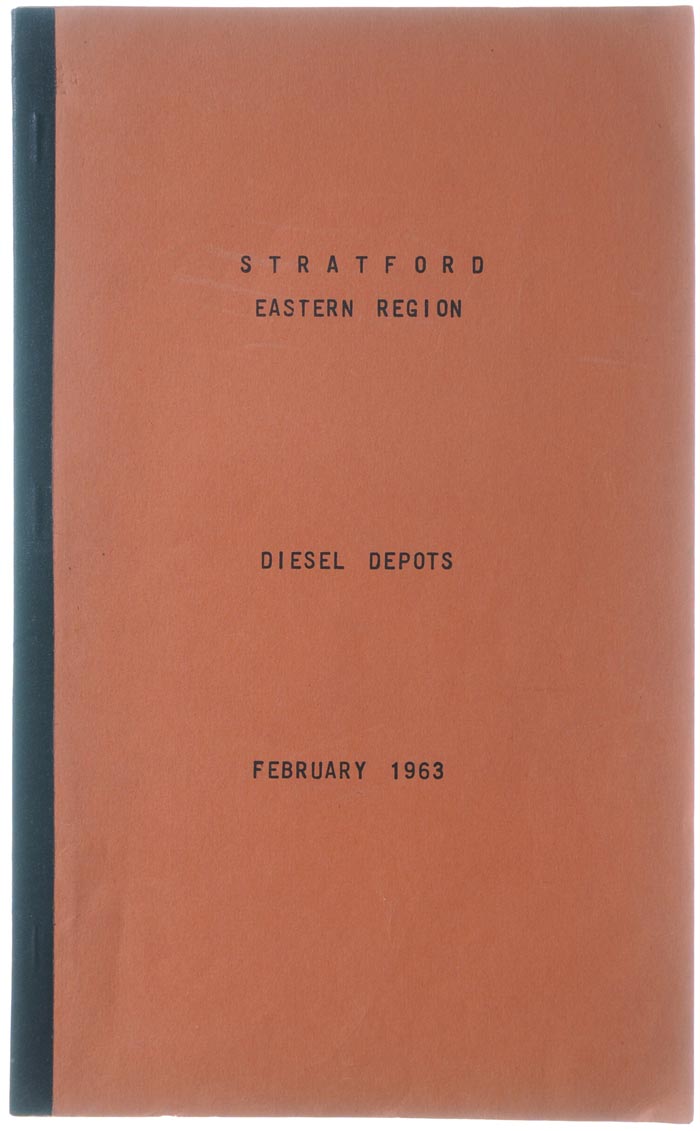 STRATFORD
EASTERN REGION
DIESEL DEPOTS
FEBRUARY 1963